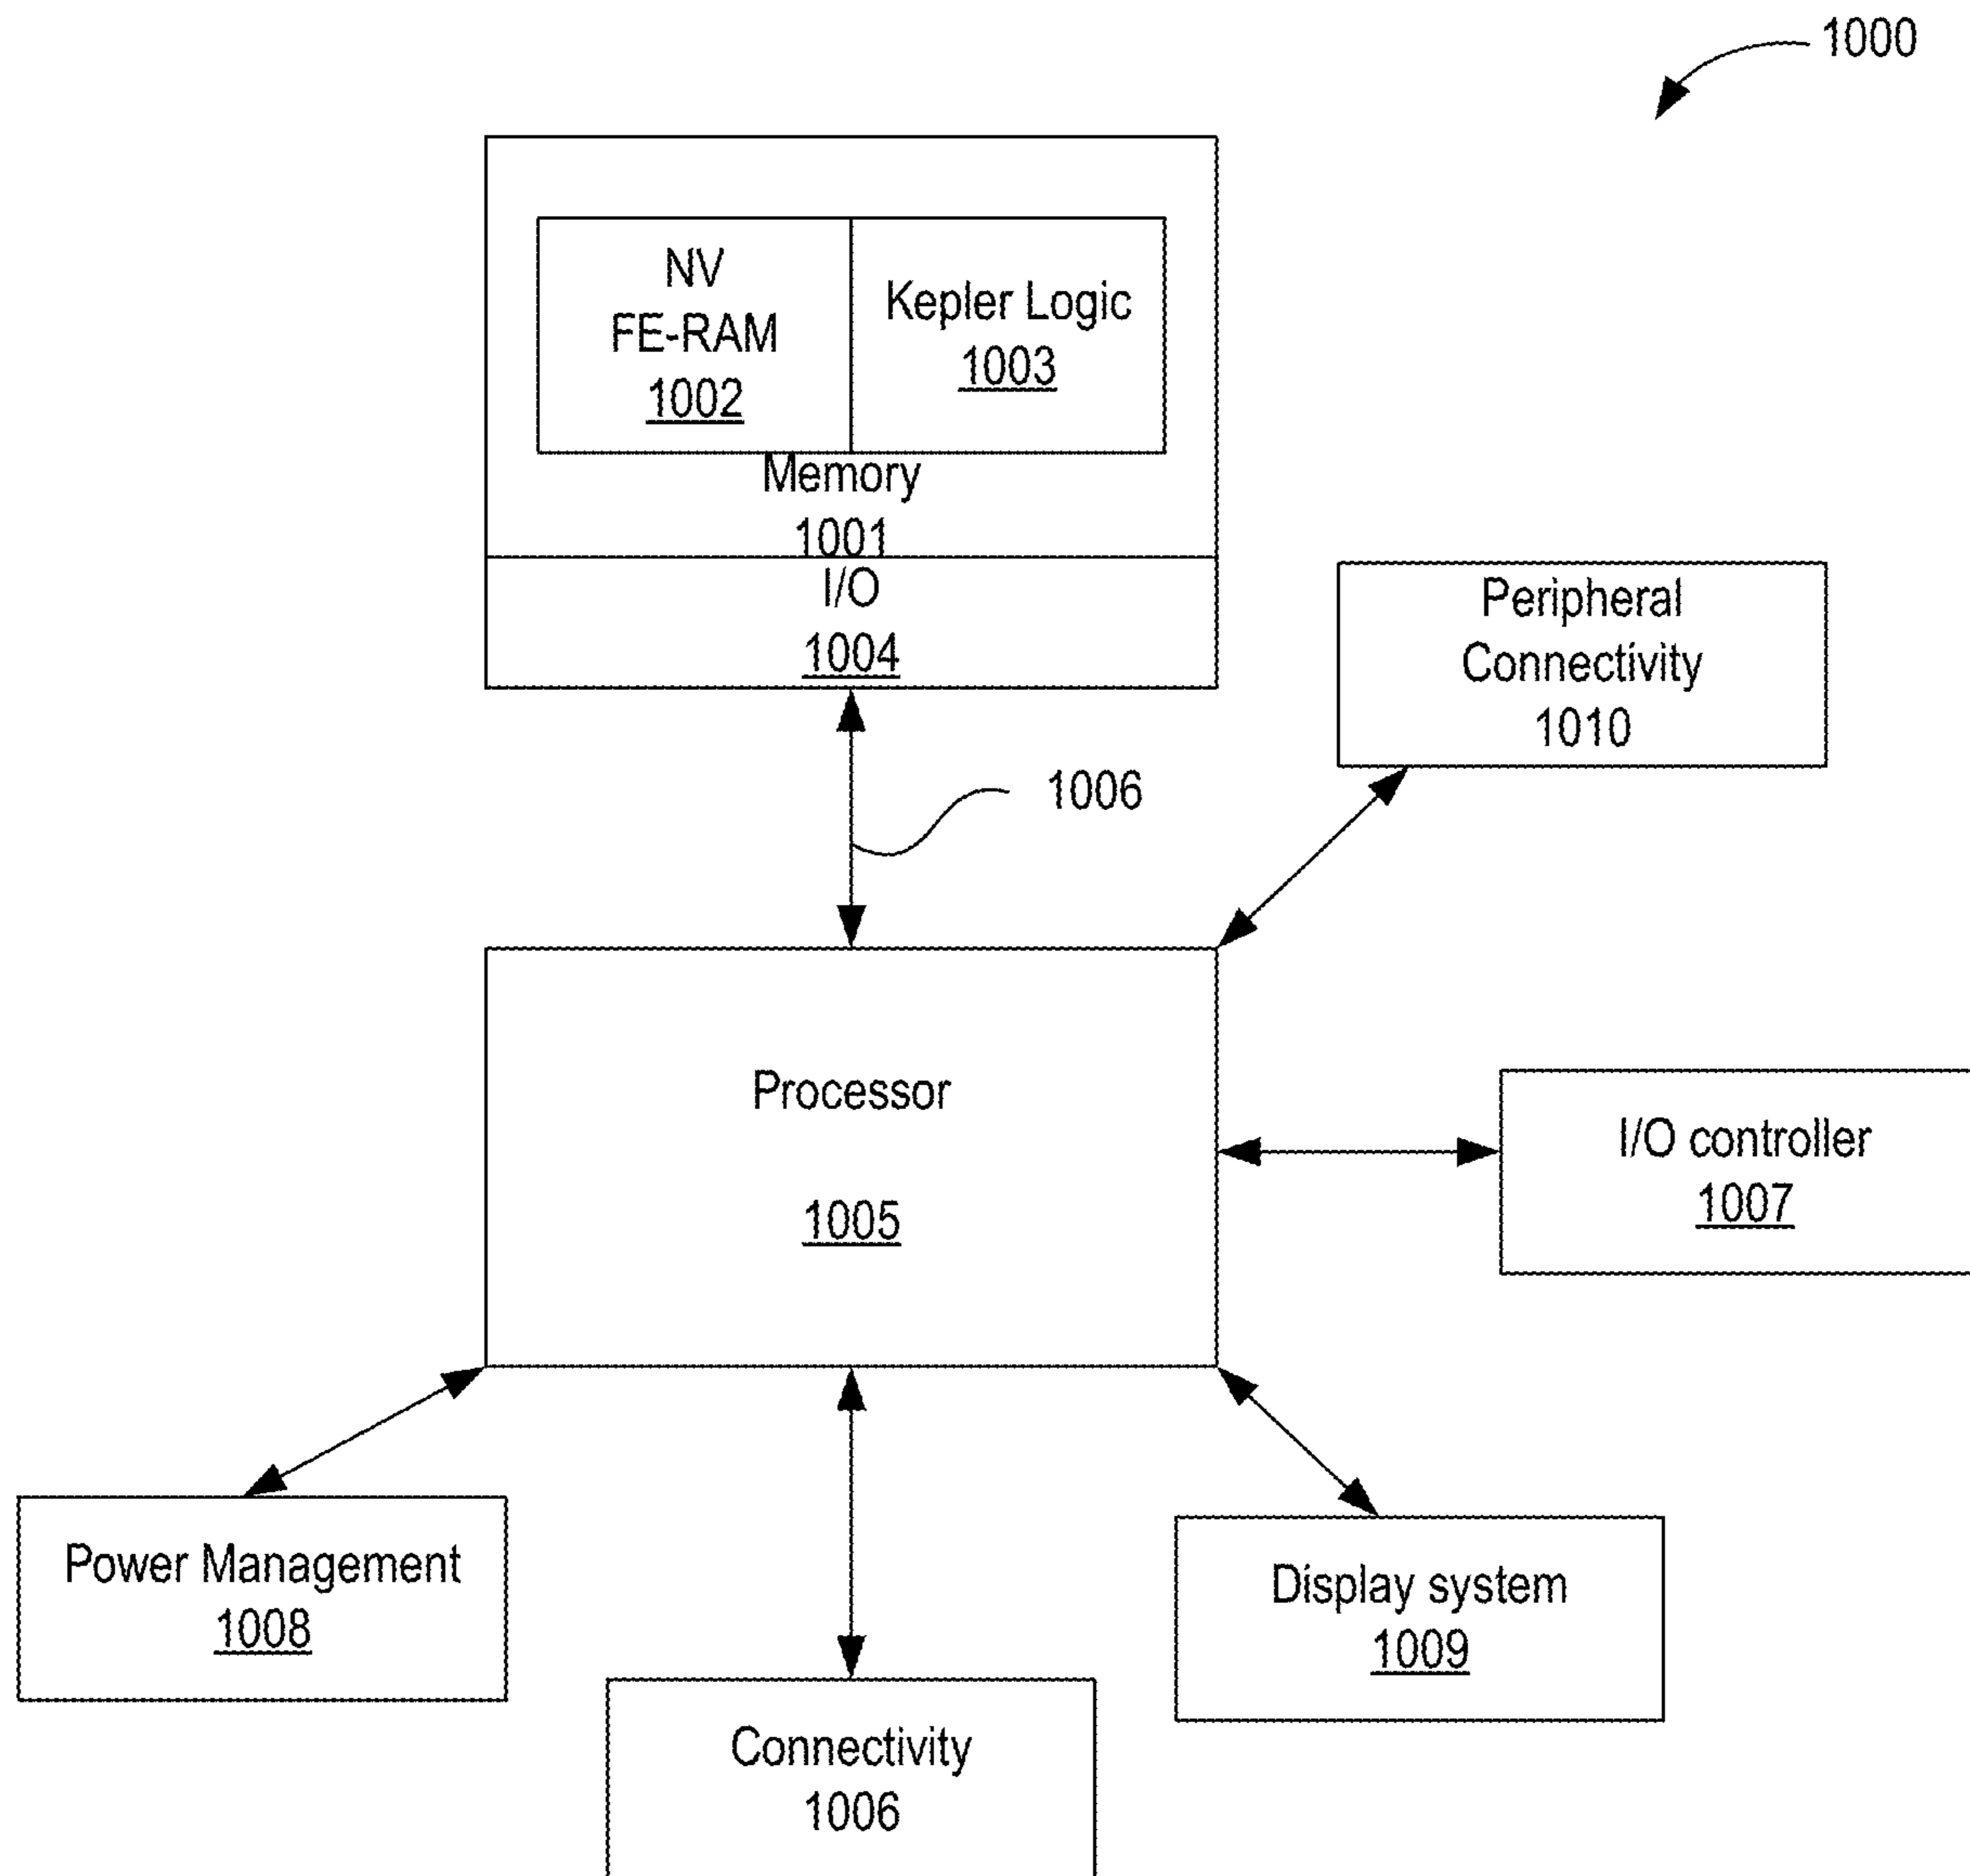 1000
NV
FE-RAM
1002
Kepler Logic
1003
Memory
1001
I/O
1004
Peripheral
Connectivity
1010
1006
Processor
1005
I/O controller
1007
Power Management
1008
Display system
1009
Connectivity
1006